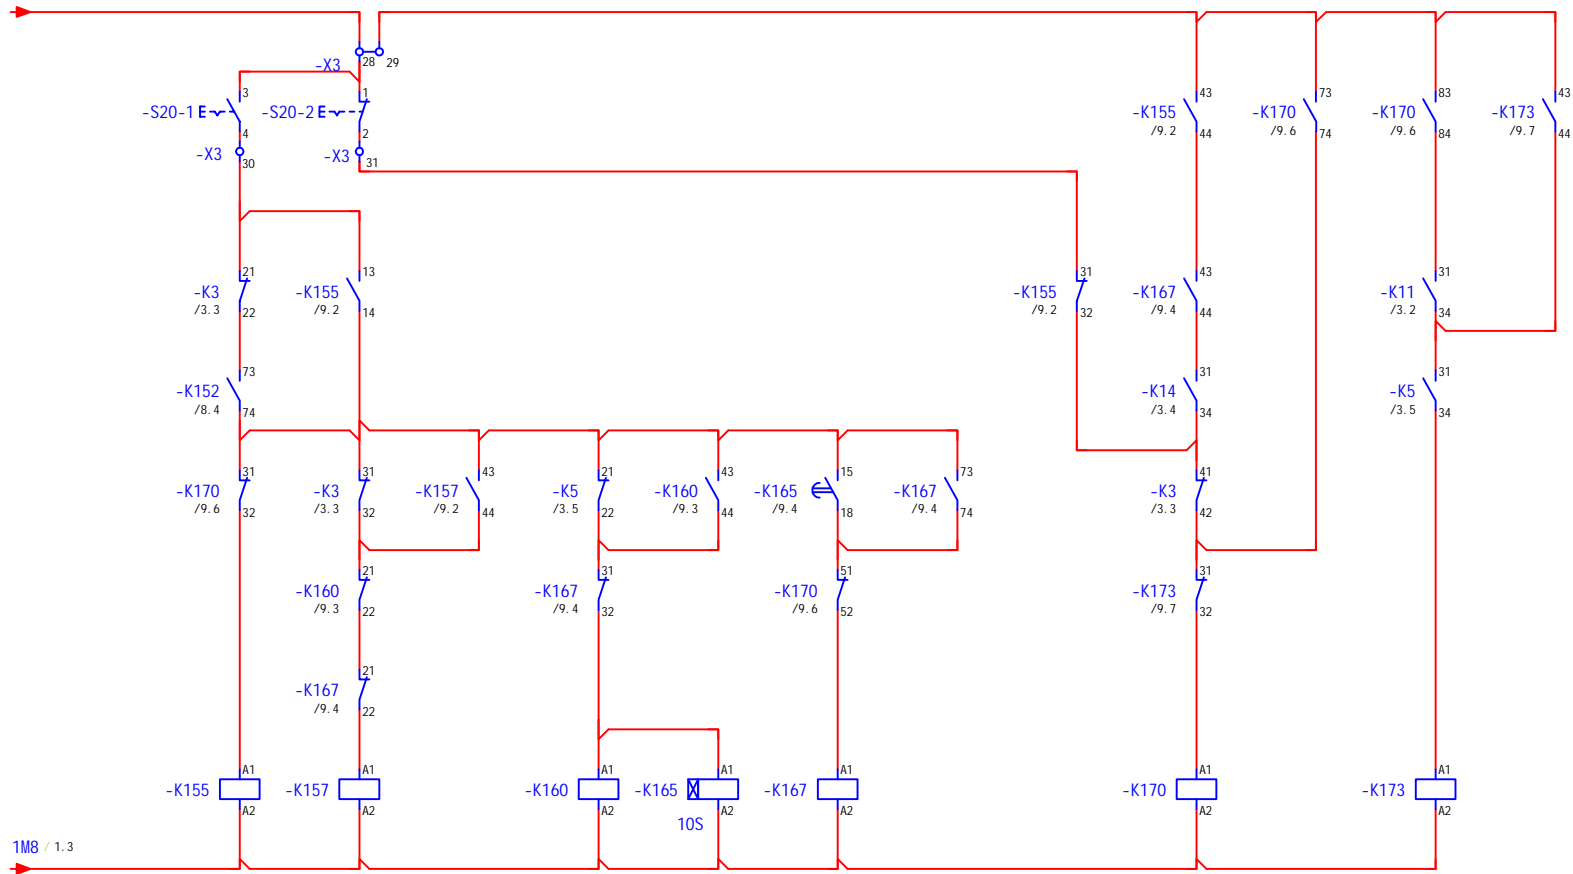 28
29
-X3
3
-S20-1
4
1
-S20-2
2
-X3
30
-X3
31
43
-K155
/9.2
44
73
-K170
/9.6
74
83
-K170
/9.6
84
43
-K173
/9.7
44
21
-K3
/3.3
22
13
-K155
/9.2
14
31
-K155
/9.2
32
43
-K167
/9.4
44
31
-K11
/3.2
34
73
-K152
/8.4
74
31
-K14
/3.4
34
31
-K5
/3.5
34
31
-K170
/9.6
32
31
-K3
/3.3
32
43
-K157
/9.2
44
21
-K5
/3.5
22
43
-K160
/9.3
44
15
-K165
/9.4
18
73
-K167
/9.4
74
41
-K3
/3.3
42
21
-K160
/9.3
22
31
-K167
/9.4
32
51
-K170
/9.6
52
31
-K173
/9.7
32
21
-K167
/9.4
22
A1
-K155
A2
A1
-K157
A2
A1
-K160
A2
A1
-K165
A2
10S
A1
-K167
A2
A1
-K170
A2
A1
-K173
A2
1M8 / 1.3